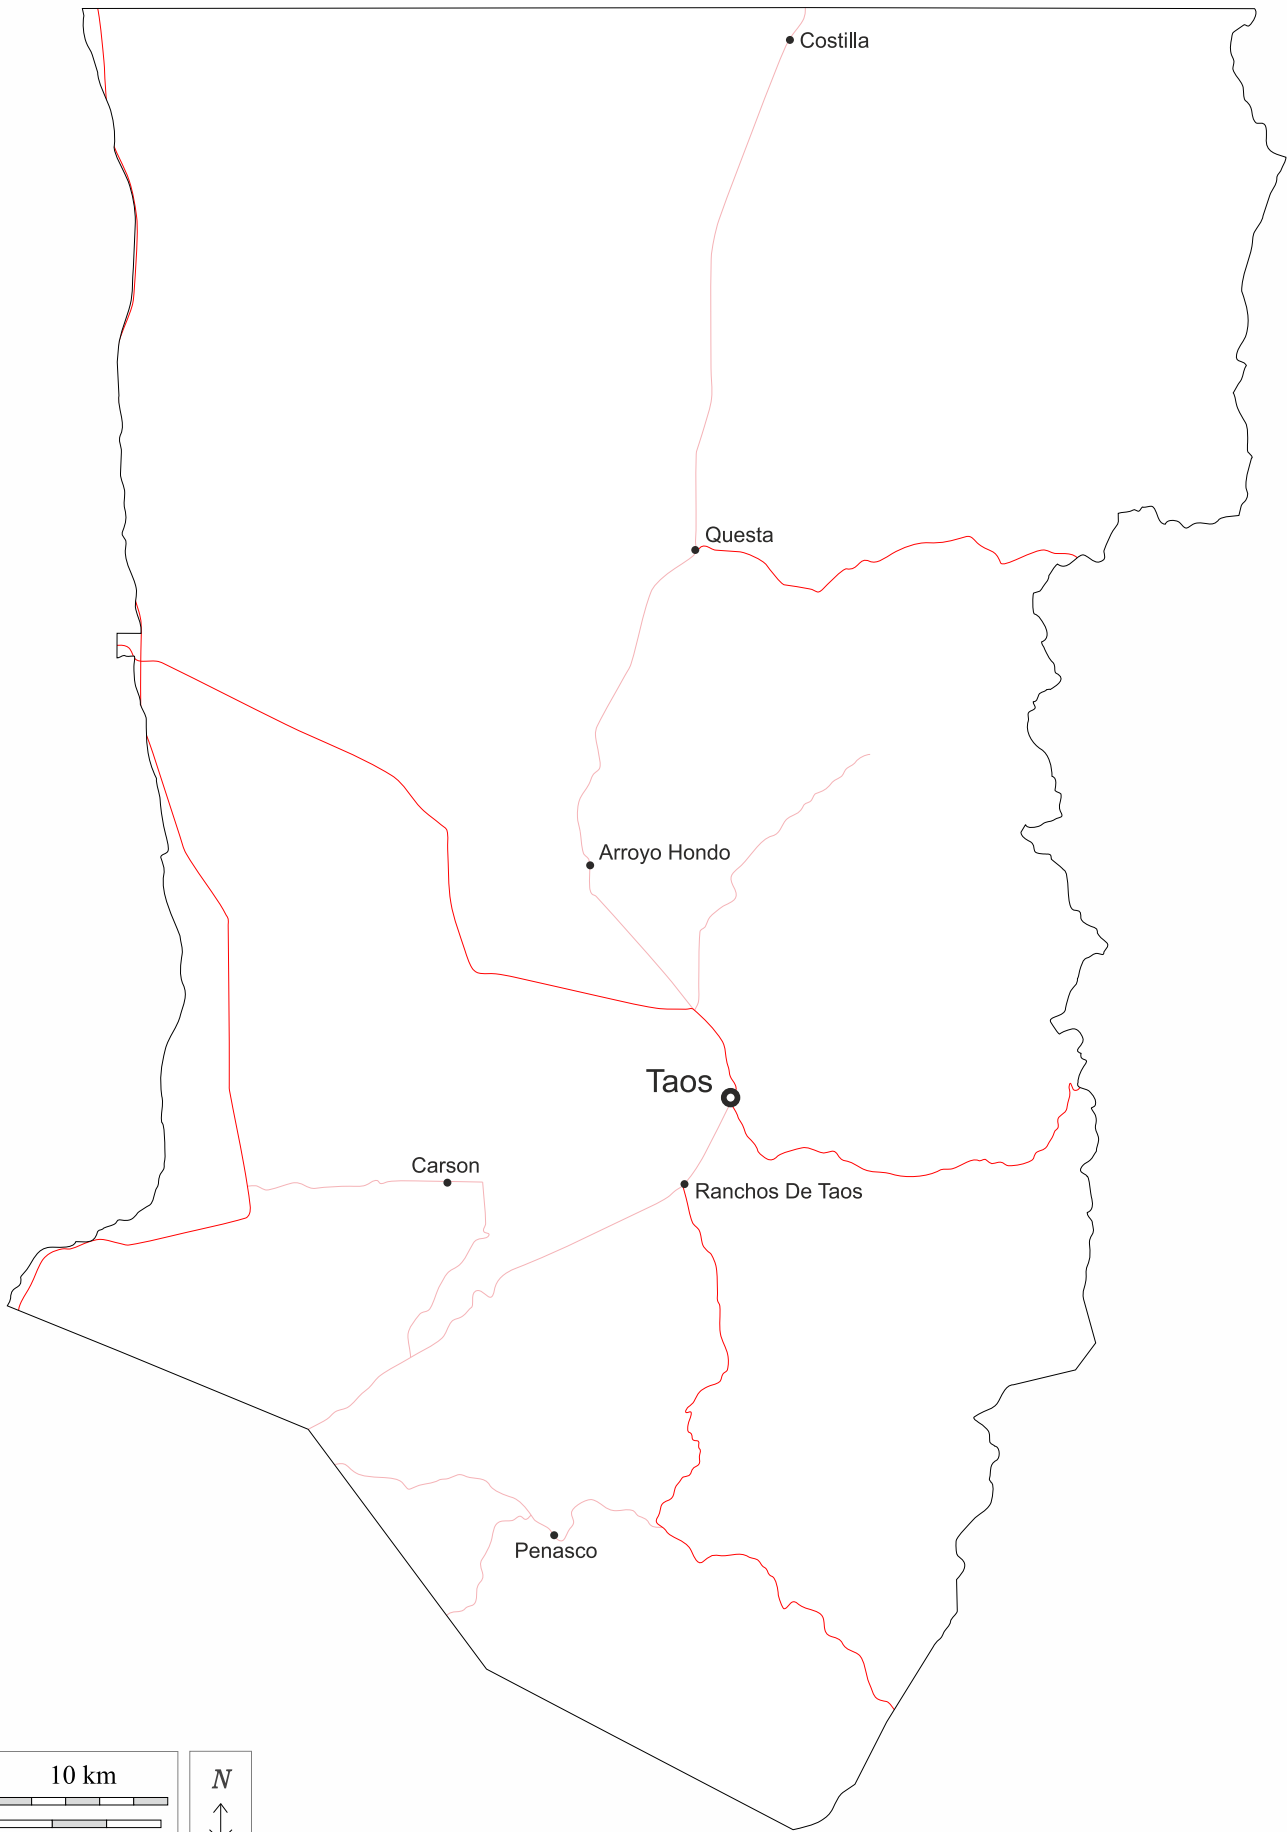 Costilla
Questa
Arroyo Hondo
Taos
Carson
Ranchos De Taos
Penasco
10 km
N